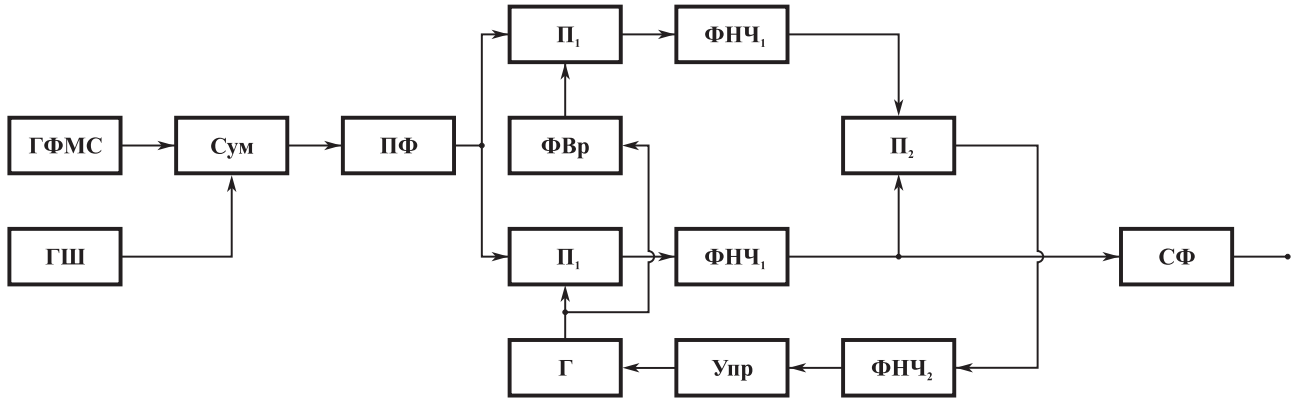 П₁ ФНЧ₁
ГФМС Сум ПФ ФВр П₂
ГШ П₁ ФНЧ₁ СФ
Г Упр ФНЧ₂